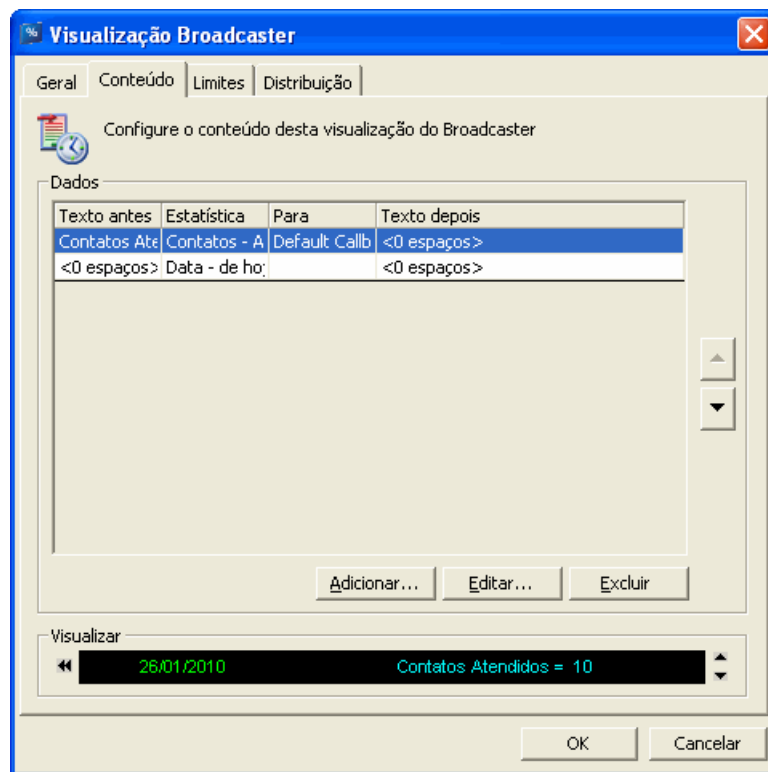 Visualização Broadcaster
Geral Conteúdo Limites Distribuição
Configure o conteúdo desta visualização do Broadcaster
Dados
Texto antes Estatística Para Texto depois
Contatos Ate Contatos - A Default Callb <0 espaços>
<0 espaços> Data - de hoj <0 espaços>
Adicionar... Editar... Excluir
Visualizar
26/01/2010 Contatos Atendidos = 10
OK Cancelar